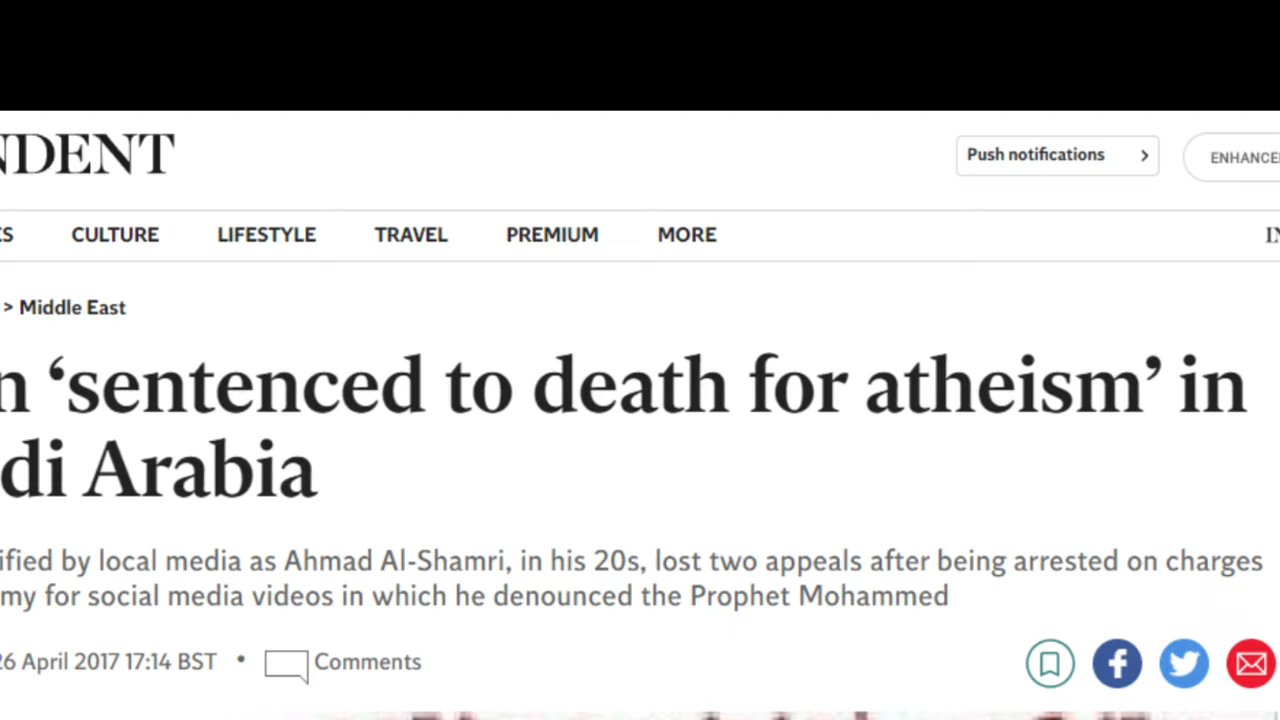 NDENT
Push notifications >
ENHANCE
ES CULTURE LIFESTYLE TRAVEL PREMIUM MORE
> Middle East
n ‘sentenced to death for atheism’ in
di Arabia
ified by local media as Ahmad Al-Shamri, in his 20s, lost two appeals after being arrested on charges
my for social media videos in which he denounced the Prophet Mohammed
26 April 2017 17:14 BST • Comments